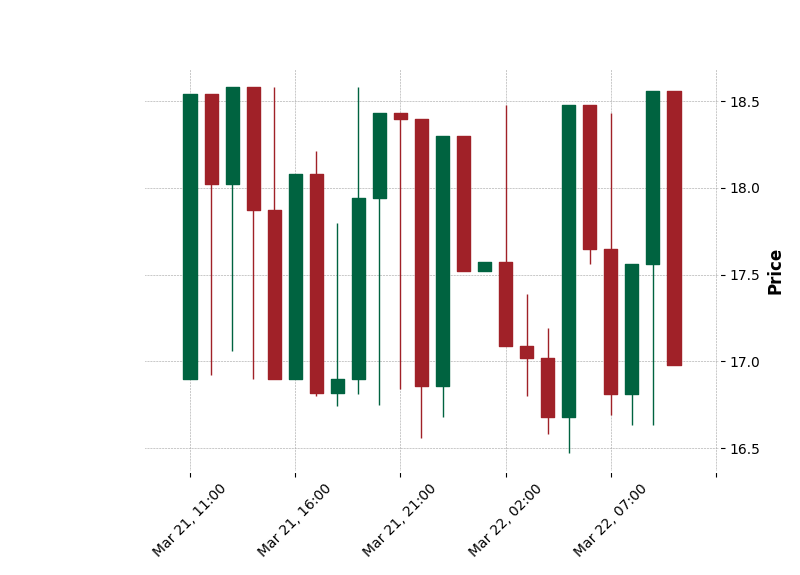 18.5
18.0
17.5
17.0
16.5
Price
Mar 21, 11:00
Mar 21, 16:00
Mar 21, 21:00
Mar 22, 02:00
Mar 22, 07:00